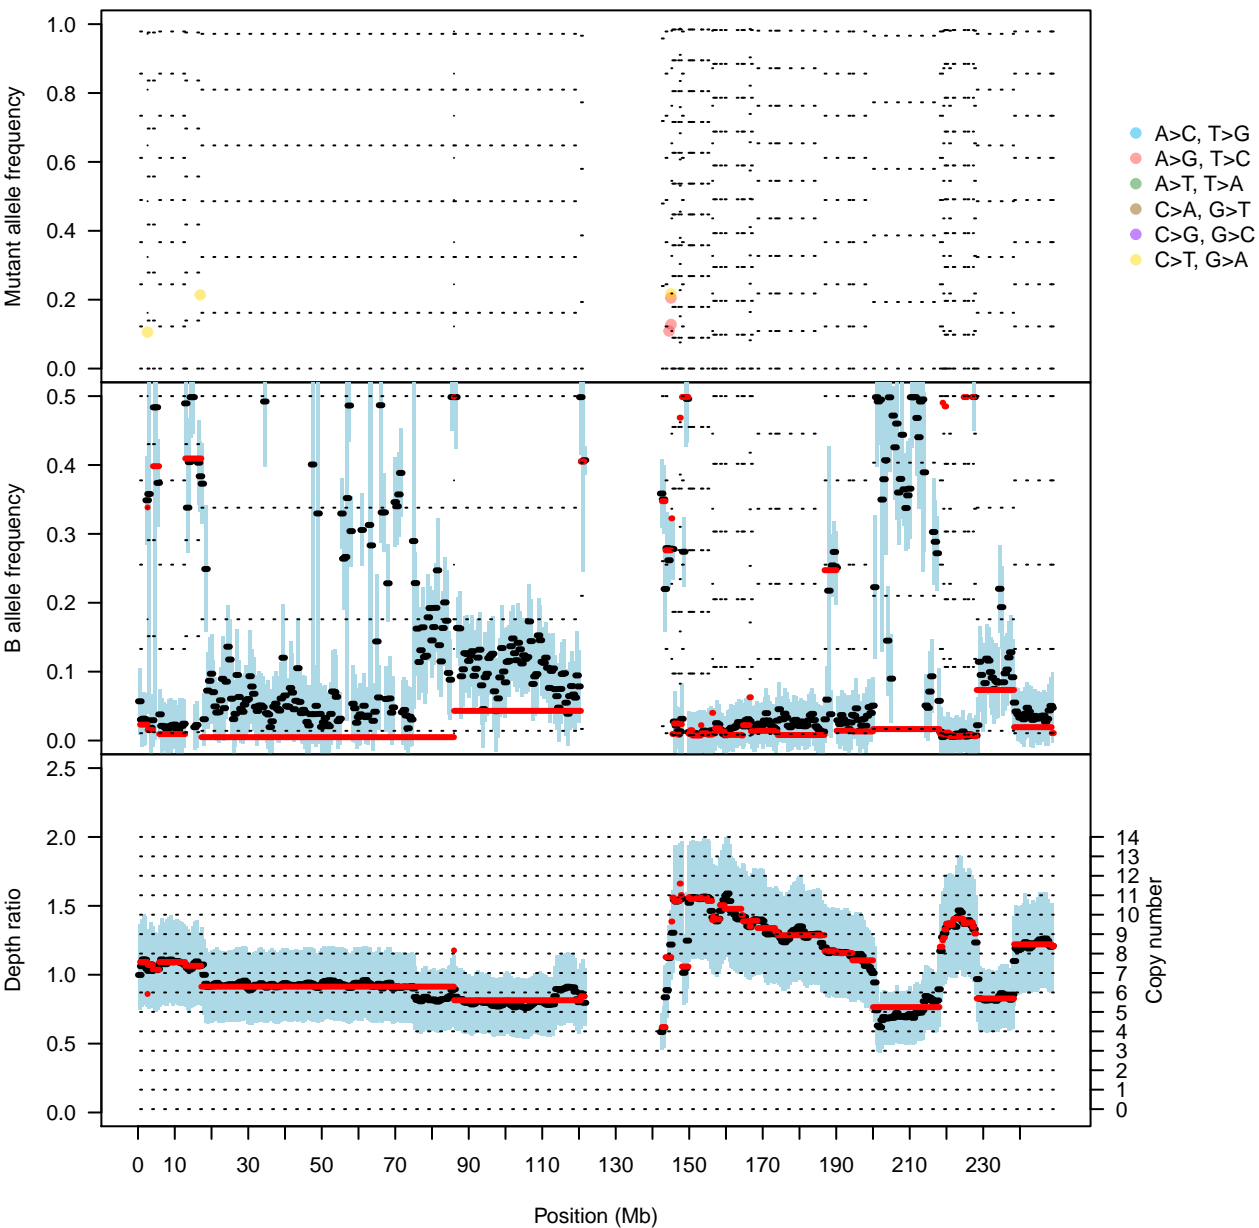 Mutant allele frequency
1.0
0.8
0.6
0.4
0.2
0.0
A>C, T>G
A>G, T>C
A>T, T>A
C>A, G>T
C>G, G>C
C>T, G>A
B allele frequency
0.5
0.4
0.3
0.2
0.1
0.0
Depth ratio
2.5
2.0
1.5
1.0
0.5
0.0
14
13
12
11
10
9
8
7
6
5
4
3
2
1
0
Copy number
0 10 30 50 70 90 110 130 150 170 190 210 230
Position (Mb)